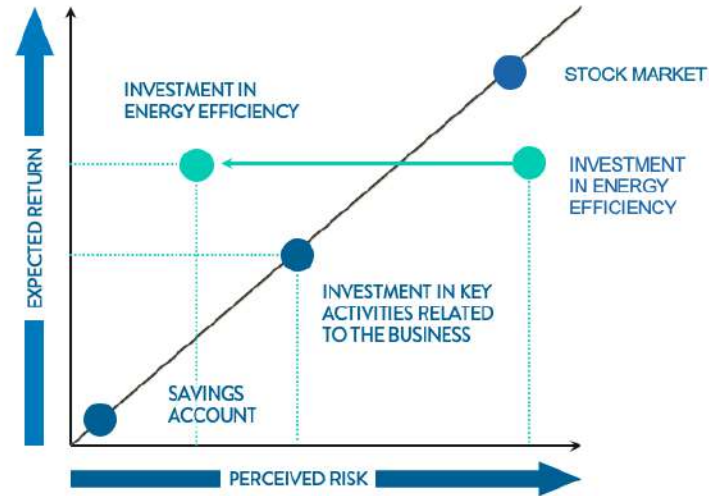 STOCK MARKET
INVESTMENT IN
ENERGY EFFICIENCY
INVESTMENT
IN ENERGY
EFFICIENCY
EXPECTED RETURN
INVESTMENT IN KEY
ACTIVITIES RELATED
TO THE BUSINESS
SAVINGS
ACCOUNT
PERCEIVED RISK